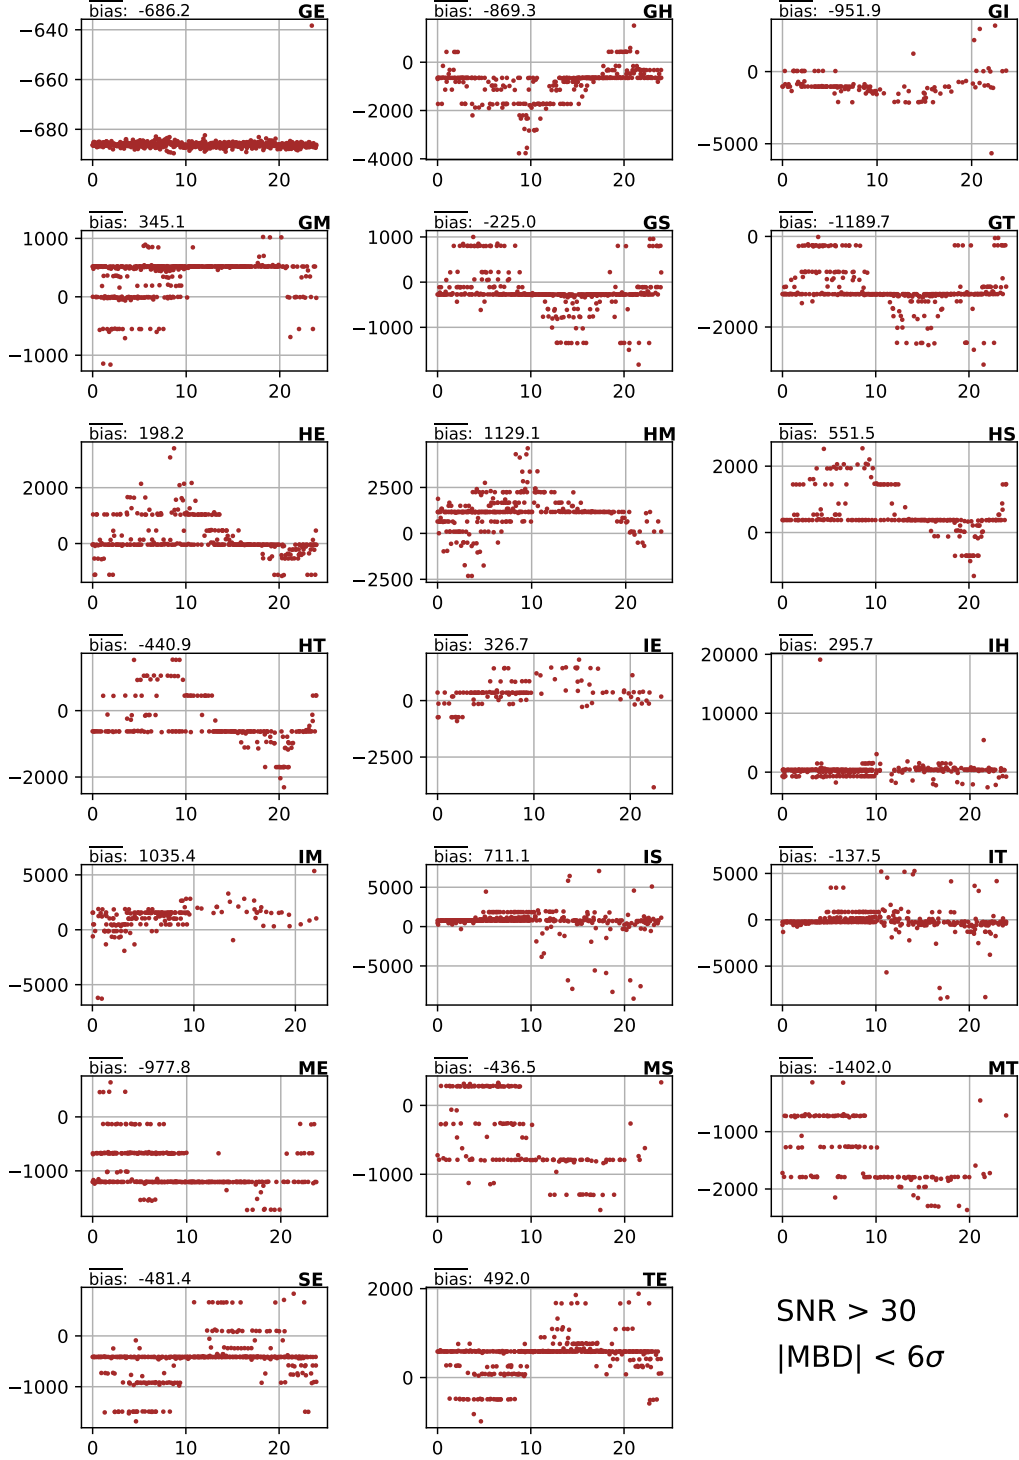 bias: -686.2 GE
bias: -869.3 GH
bias: -951.9 GI
−640
−660
−680
0 10 20
0
−2000
−4000
0 10 20
0
−5000
0 10 20
bias: 345.1 GM
bias: -225.0 GS
bias: -1189.7 GT
1000
0
−1000
0 10 20
1000
0
−1000
0 10 20
0
−2000
0 10 20
bias: 198.2 HE
bias: 1129.1 HM
bias: 551.5 HS
2000
0
0 10 20
2500
0
−2500
0 10 20
2000
0
0 10 20
bias: -440.9 HT
bias: 326.7 IE
bias: 295.7 IH
0
−2000
0 10 20
0
−2500
0 10 20
20000
10000
0
0 10 20
bias: 1035.4 IM
bias: 711.1 IS
bias: -137.5 IT
5000
0
−5000
0 10 20
5000
0
−5000
0 10 20
5000
0
−5000
0 10 20
bias: -977.8 ME
bias: -436.5 MS
bias: -1402.0 MT
0
−1000
0 10 20
0
−1000
0 10 20
−1000
−2000
0 10 20
bias: -481.4 SE
bias: 492.0 TE
0
−1000
0 10 20
2000
0
0 10 20
SNR > 30
|MBD| < 6σ